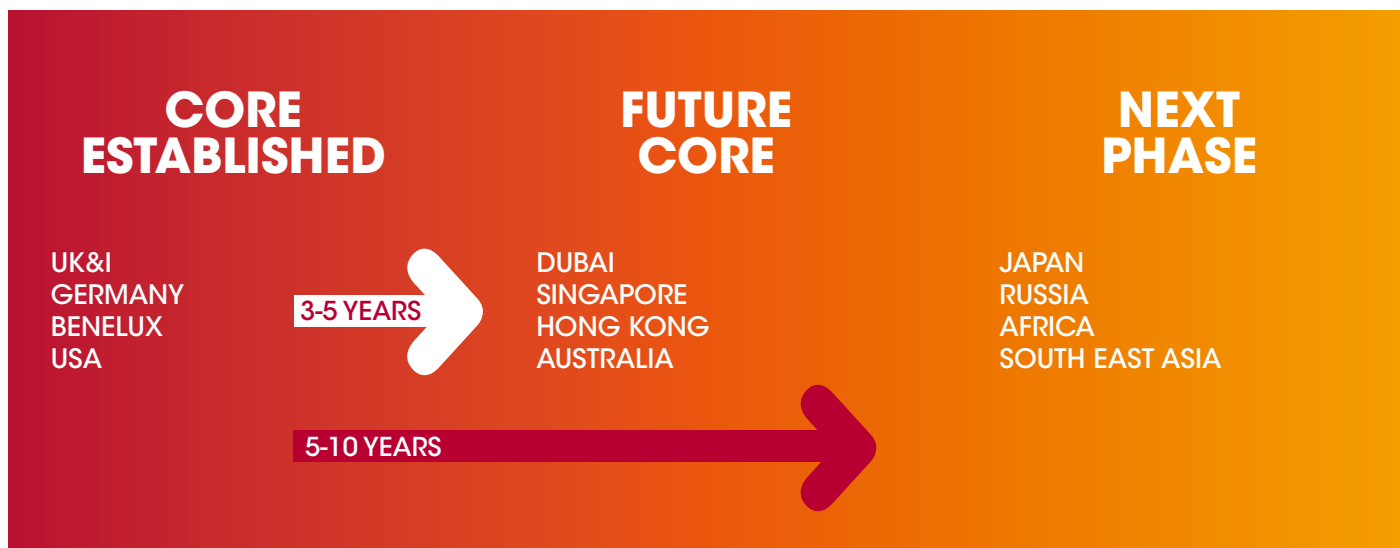 CORE
ESTABLISHED
UK&I
GERMANY
BENELUX
USA
3-5 YEARS
5-10 YEARS
FUTURE
CORE
DUBAI
SINGAPORE
HONG KONG
AUSTRALIA
NEXT
PHASE
JAPAN
RUSSIA
AFRICA
SOUTH EAST ASIA